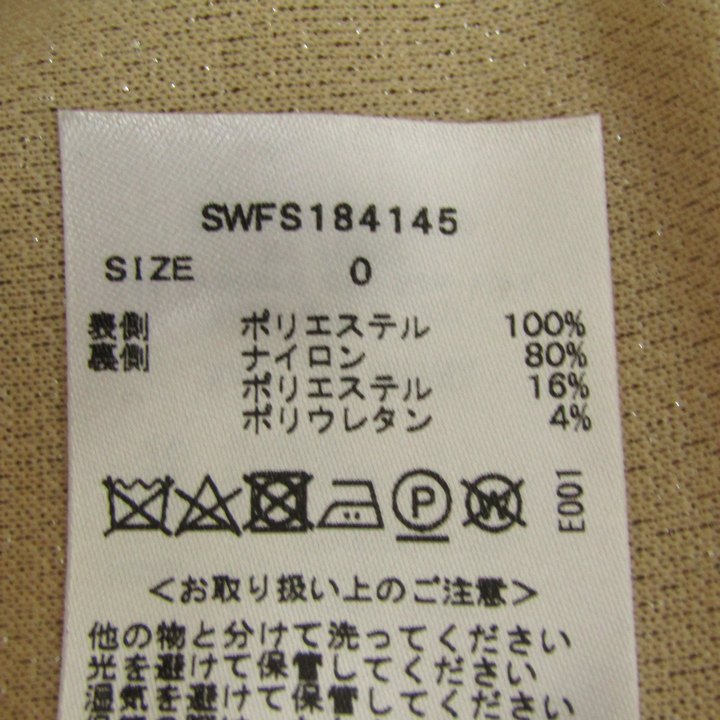 SWFS184145
SIZE 0
表側 ポリエステル 100%
裏側 ナイロン 80%
ポリエステル 16%
ポリウレタン 4%
P W E001
<お取り扱い上のご注意>
他の物と分けて洗ってください
光を避けて保管してください
湿気を避けて保管してください